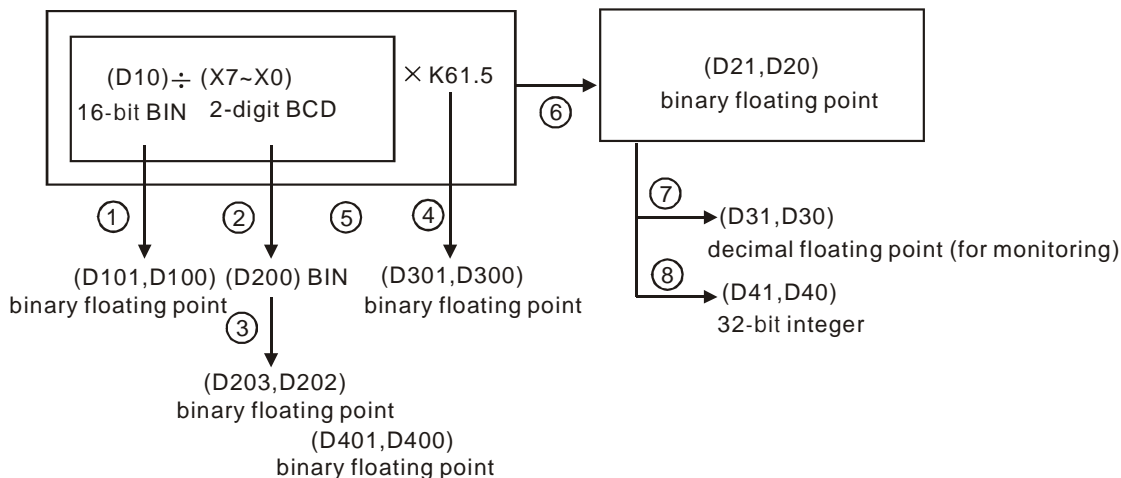 (D10) ÷ (X7~X0)
16-bit BIN 2-digit BCD
× K61.5
⑥
(D21,D20)
binary floating point
① ② ⑤ ④
(D101,D100) (D200) BIN
binary floating point
(D301,D300)
binary floating point
③
(D203,D202)
binary floating point
(D401,D400)
binary floating point
⑦
(D31,D30)
decimal floating point (for monitoring)
⑧
(D41,D40)
32-bit integer